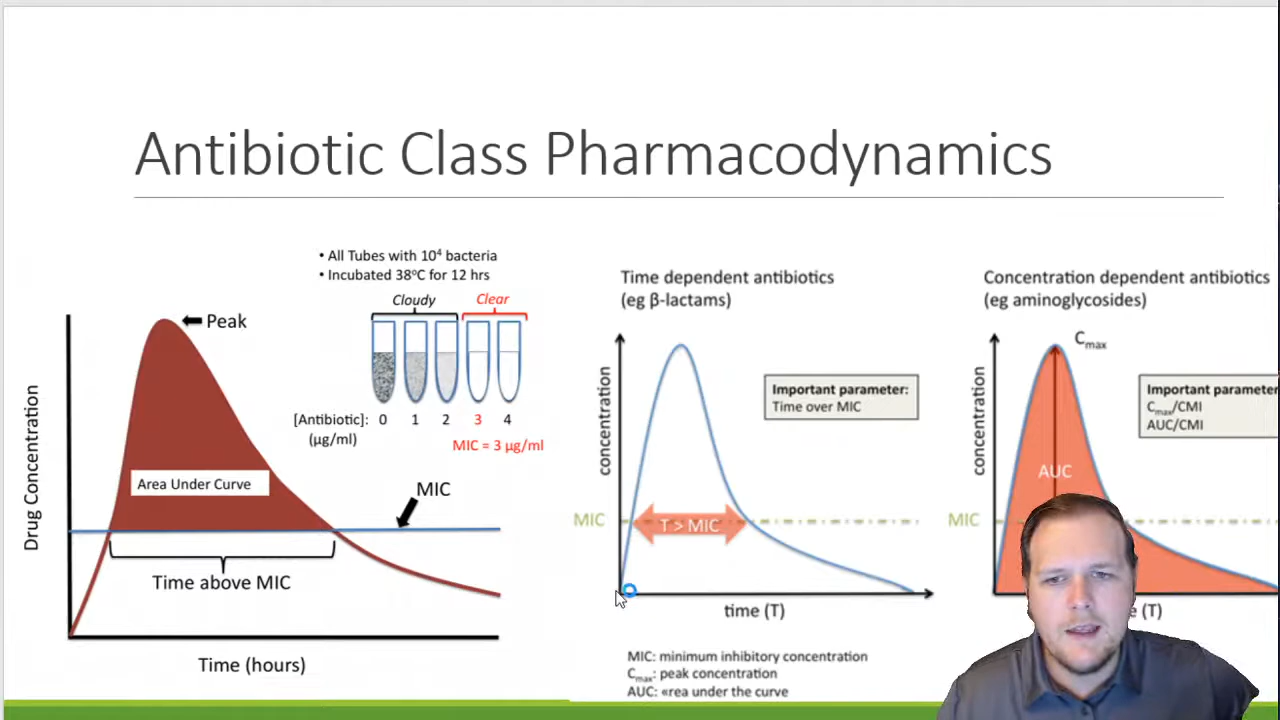 Antibiotic Class Pharmacodynamics
• All Tubes with 10⁴ bacteria
• Incubated 38°C for 12 hrs
Cloudy
Clear
[Antibiotic]: 0 1 2 3 4
(µg/ml)
MIC = 3 µg/ml
Peak
Drug Concentration
Area Under Curve
MIC
Time above MIC
Time (hours)
Time dependent antibiotics
(eg β-lactams)
concentration
Important parameter:
Time over MIC
MIC
T > MIC
time (T)
MIC: minimum inhibitory concentration
Cmax: peak concentration
AUC: «rea under the curve
Concentration dependent antibiotics
(eg aminoglycosides)
Cmax
concentration
Important parameter
Cmax/CMI
AUC/CMI
AUC
MIC
(T)